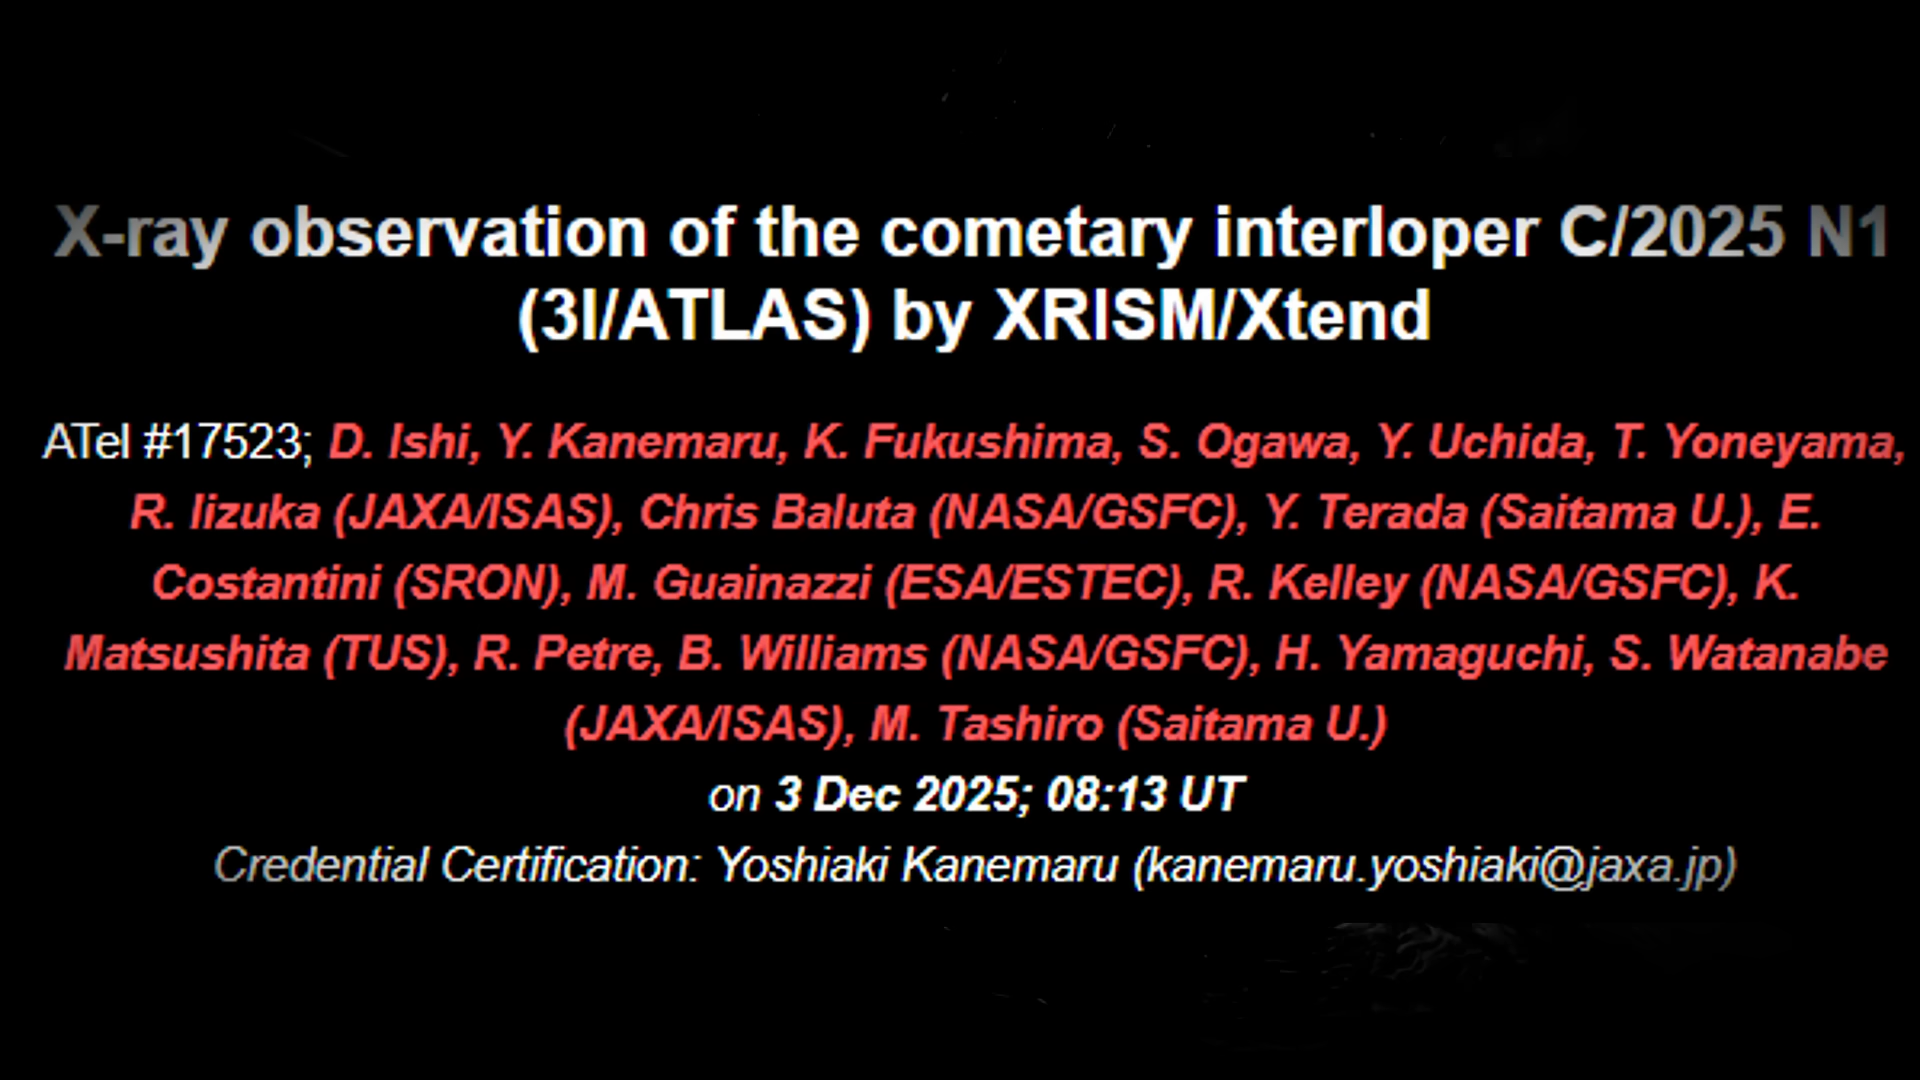 X-ray observation of the cometary interloper C/2025 N1
(3I/ATLAS) by XRISM/Xtend
ATel #17523; D. Ishi, Y. Kanemaru, K. Fukushima, S. Ogawa, Y. Uchida, T. Yoneyama,
R. Iizuka (JAXA/ISAS), Chris Baluta (NASA/GSFC), Y. Terada (Saitama U.), E.
Costantini (SRON), M. Guainazzi (ESA/ESTEC), R. Kelley (NASA/GSFC), K.
Matsushita (TUS), R. Petre, B. Williams (NASA/GSFC), H. Yamaguchi, S. Watanabe
(JAXA/ISAS), M. Tashiro (Saitama U.)
on 3 Dec 2025; 08:13 UT
Credential Certification: Yoshiaki Kanemaru (kanemaru.yoshiaki@jaxa.jp)